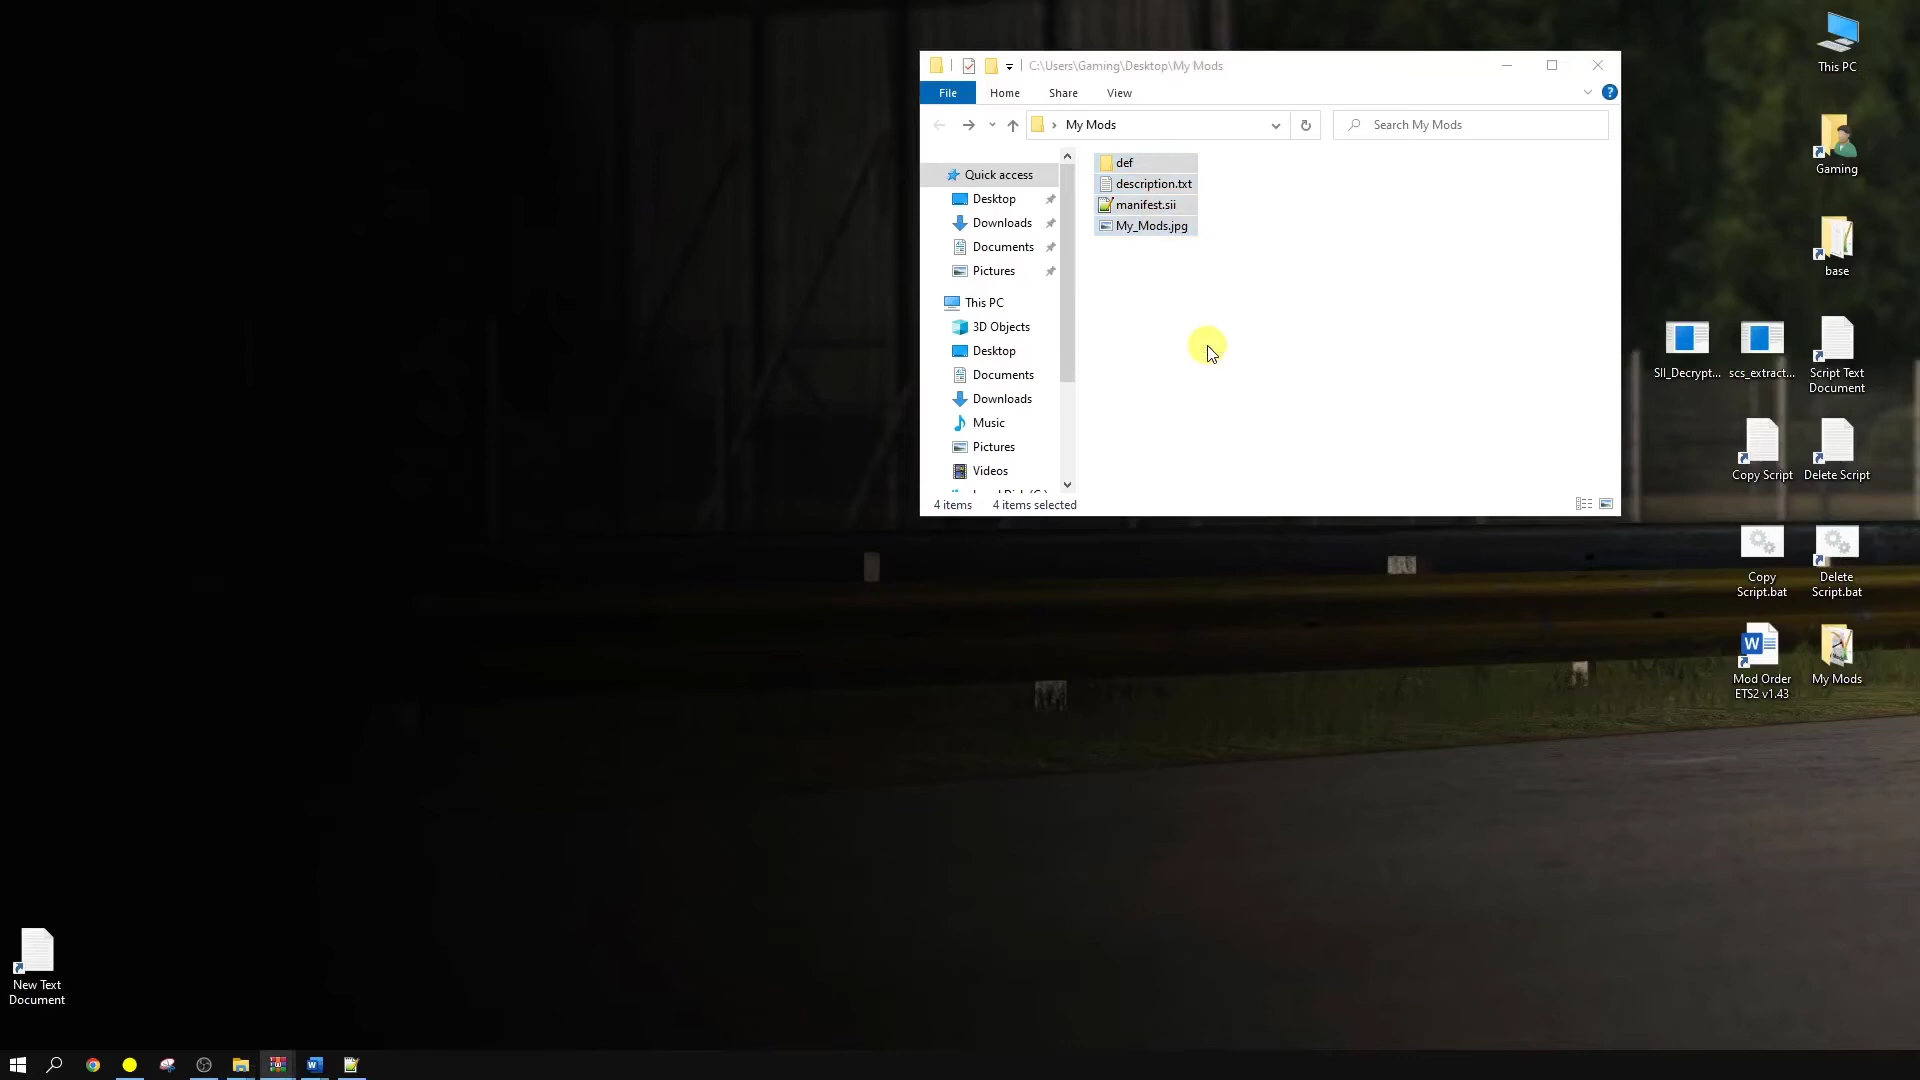 C:\Users\Gaming\Desktop\My Mods
File
Home
Share
View
My Mods
Search My Mods
Quick access
Desktop
Downloads
Documents
Pictures
This PC
3D Objects
Desktop
Documents
Downloads
Music
Pictures
Videos
def
description.txt
manifest.sii
My_Mods.jpg
4 items
4 items selected
This PC
Gaming
base
SII_Decrypt...
scs_extract...
Script Text
Document
Copy Script
Delete Script
Copy
Script.bat
Delete
Script.bat
Mod Order
ETS2 v1.43
My Mods
New Text
Document